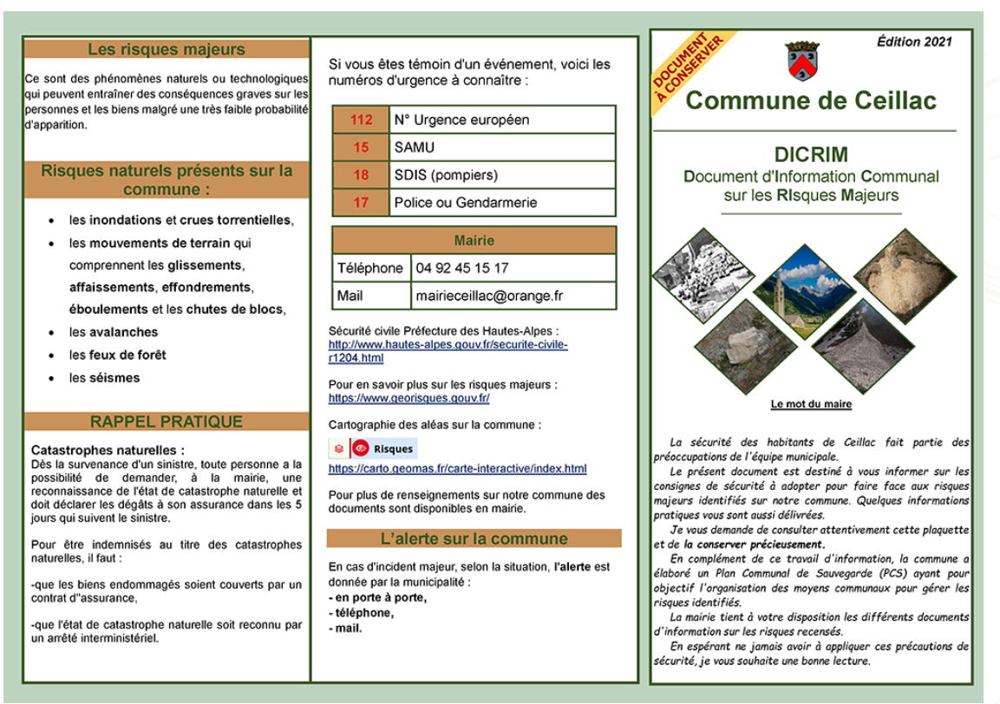 Les risques majeurs
Ce sont des phénomènes naturels ou technologiques
qui peuvent entraîner des conséquences graves sur les
personnes et les biens malgré une très faible probabilité
d'apparition.
Risques naturels présents sur la
commune :
• les inondations et crues torrentielles,
• les mouvements de terrain qui
comprennent les glissements,
affaissements, effondrements,
éboulements et les chutes de blocs,
• les avalanches
• les feux de forêt
• les séismes
RAPPEL PRATIQUE
Catastrophes naturelles :
Dès la survenance d'un sinistre, toute personne a la
possibilité de demander, à la mairie, une
reconnaissance de l'état de catastrophe naturelle et
doit déclarer les dégâts à son assurance dans les 5
jours qui suivent le sinistre.
Pour être indemnisés au titre des catastrophes
naturelles, il faut :
-que les biens endommagés soient couverts par un
contrat d"assurance,
-que l'état de catastrophe naturelle soit reconnu par
un arrêté interministériel.
Si vous êtes témoin d'un événement, voici les
numéros d'urgence à connaître :
112 N° Urgence européen
15 SAMU
18 SDIS (pompiers)
17 Police ou Gendarmerie
Mairie
Téléphone 04 92 45 15 17
Mail mairieceillac@orange.fr
Sécurité civile Préfecture des Hautes-Alpes :
http://www.hautes-alpes.gouv.fr/securite-civile-
r1204.html
Pour en savoir plus sur les risques majeurs :
https://www.georisques.gouv.fr/
Cartographie des aléas sur la commune :
Risques
https://carto.geomas.fr/carte-interactive/index.html
Pour plus de renseignements sur notre commune des
documents sont disponibles en mairie.
L'alerte sur la commune
En cas d'incident majeur, selon la situation, l'alerte est
donnée par la municipalité :
- en porte à porte,
- téléphone,
- mail.
DOCUMENT
À CONSERVER
Édition 2021
Commune de Ceillac
DICRIM
Document d'Information Communal
sur les RIsques Majeurs
Le mot du maire
La sécurité des habitants de Ceillac fait partie des
préoccupations de l'équipe municipale.
Le présent document est destiné à vous informer sur les
consignes de sécurité à adopter pour faire face aux risques
majeurs identifiés sur notre commune. Quelques informations
pratiques vous sont aussi délivrées.
Je vous demande de consulter attentivement cette plaquette
et de la conserver précieusement.
En complément de ce travail d'information, la commune a
élaboré un Plan Communal de Sauvegarde (PCS) ayant pour
objectif l'organisation des moyens communaux pour gérer les
risques identifiés.
La mairie tient à votre disposition les différents documents
d'information sur les risques recensés.
En espérant ne jamais avoir à appliquer ces précautions de
sécurité, je vous souhaite une bonne lecture.